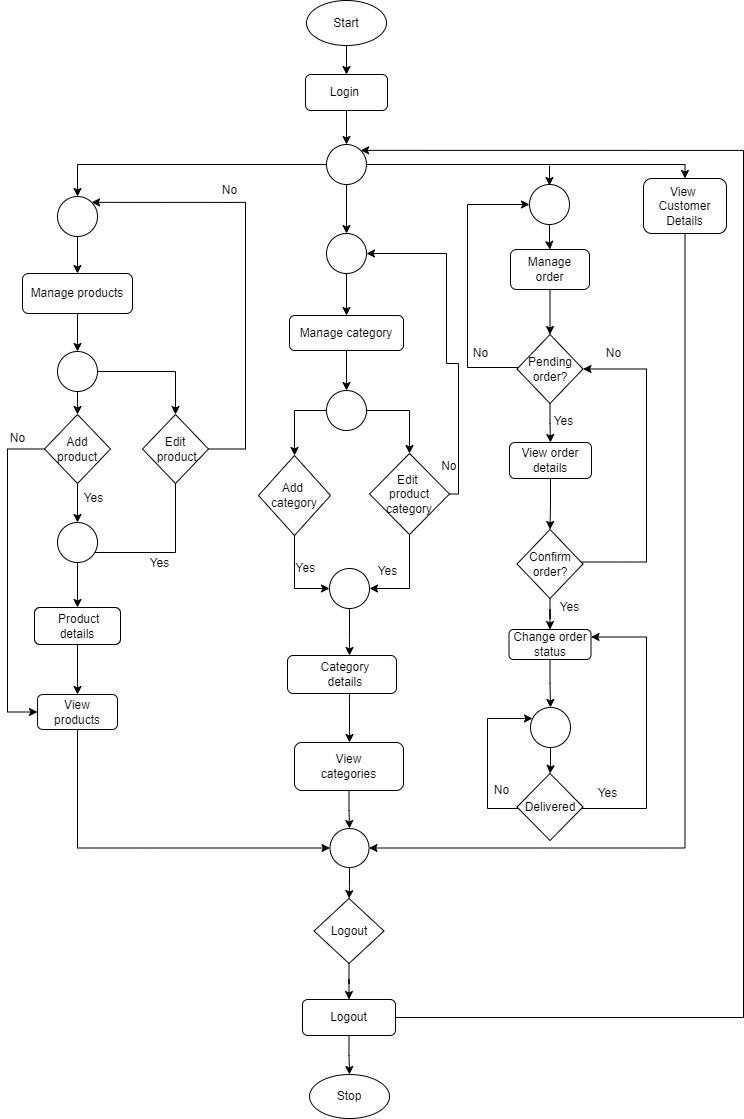 Start
Login
No
View
Customer
Details
Manage
order
Manage products
Manage category
No
Pending
order?
No
Yes
No
Add
product
Edit
product
No
View order
details
Add
category
Edit
product
category
Yes
Yes
Yes
Yes
Confirm
order?
Yes
Product
details
Change order
status
Category
details
View
products
View
categories
No
Yes
Delivered
Logout
Logout
Stop